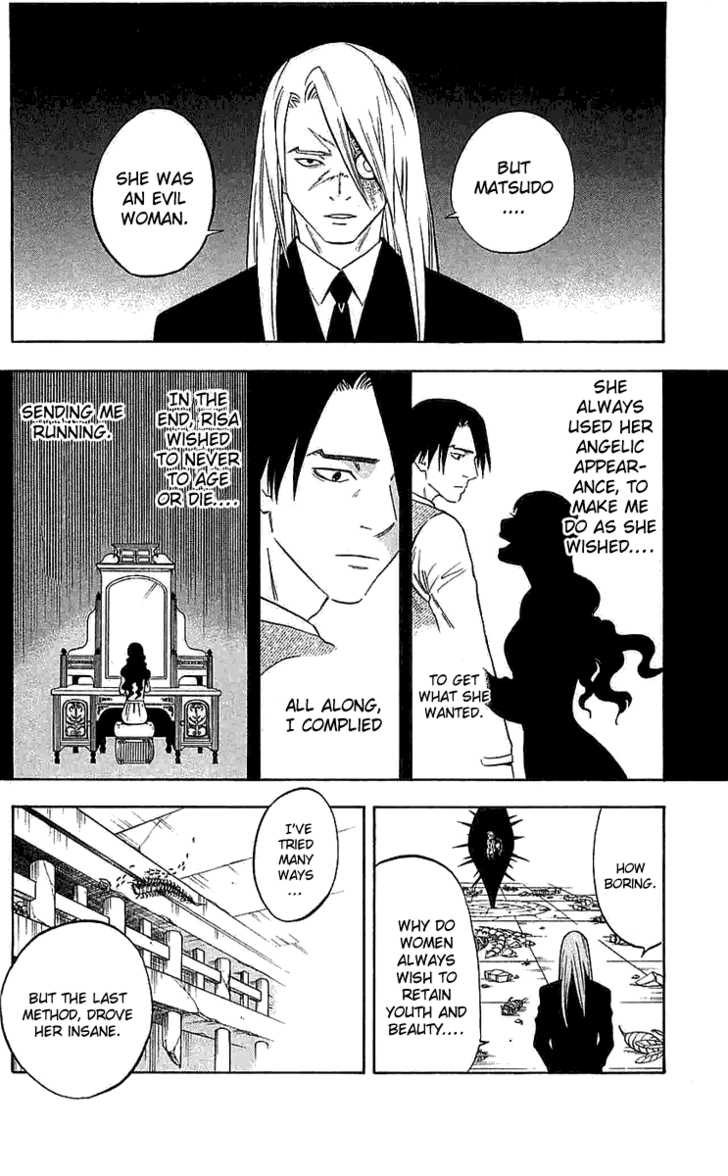 BUT
MATSUDO
....
SHE WAS
AN EVIL
WOMAN.
SHE
ALWAYS
USED HER
ANGELIC
APPEAR-
ANCE, TO
MAKE ME
DO AS SHE
WISHED....
TO GET
WHAT SHE
WANTED.
ALL ALONG,
I COMPLIED
IN THE
END, RISA
WISHED
TO NEVER
TO AGE
OR DIE....
SENDING ME
RUNNING.
HOW
BORING.
WHY DO
WOMEN
ALWAYS
WISH TO
RETAIN
YOUTH AND
BEAUTY....
I'VE
TRIED
MANY
WAYS
...
BUT THE LAST
METHOD, DROVE
HER INSANE.